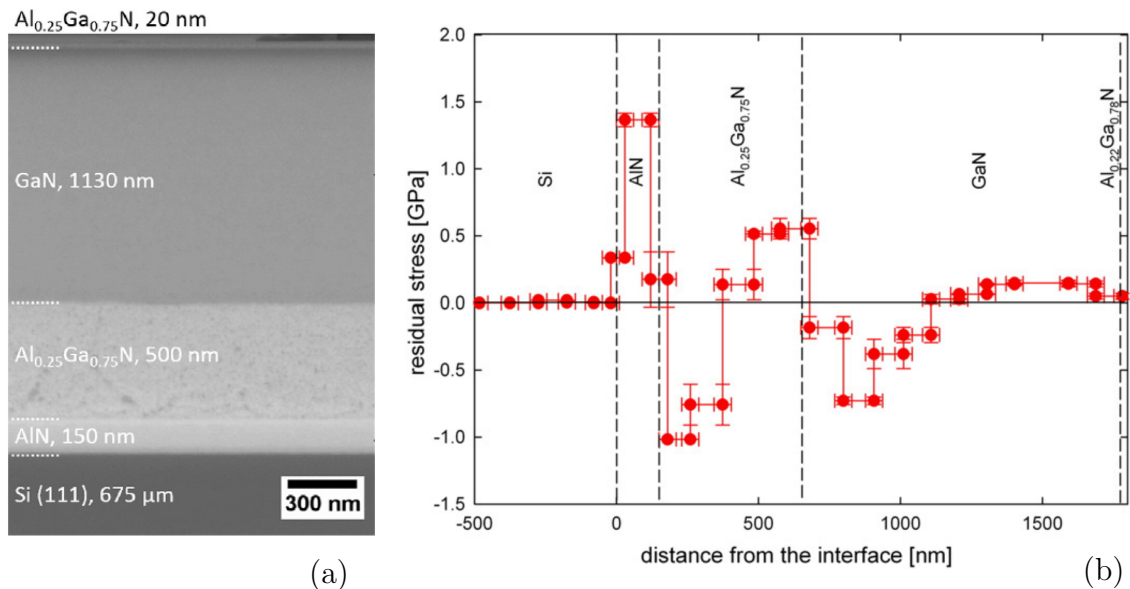 Al0.25Ga0.75N, 20 nm
GaN, 1130 nm
Al0.25Ga0.75N, 500 nm
AlN, 150 nm
Si (111), 675 μm
300 nm
(a)
residual stress [GPa]
2.0
1.5
1.0
0.5
0.0
-0.5
-1.0
-1.5
Si
AlN
Al0.25Ga0.75N
GaN
Al0.22Ga0.78N
-500
0
500
1000
1500
distance from the interface [nm]
(b)